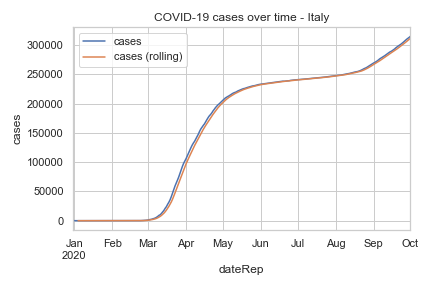 COVID-19 cases over time - Italy
cases
cases (rolling)
300000
250000
200000
150000
100000
50000
0
cases
Jan Feb Mar Apr May Jun Jul Aug Sep Oct
2020
dateRep